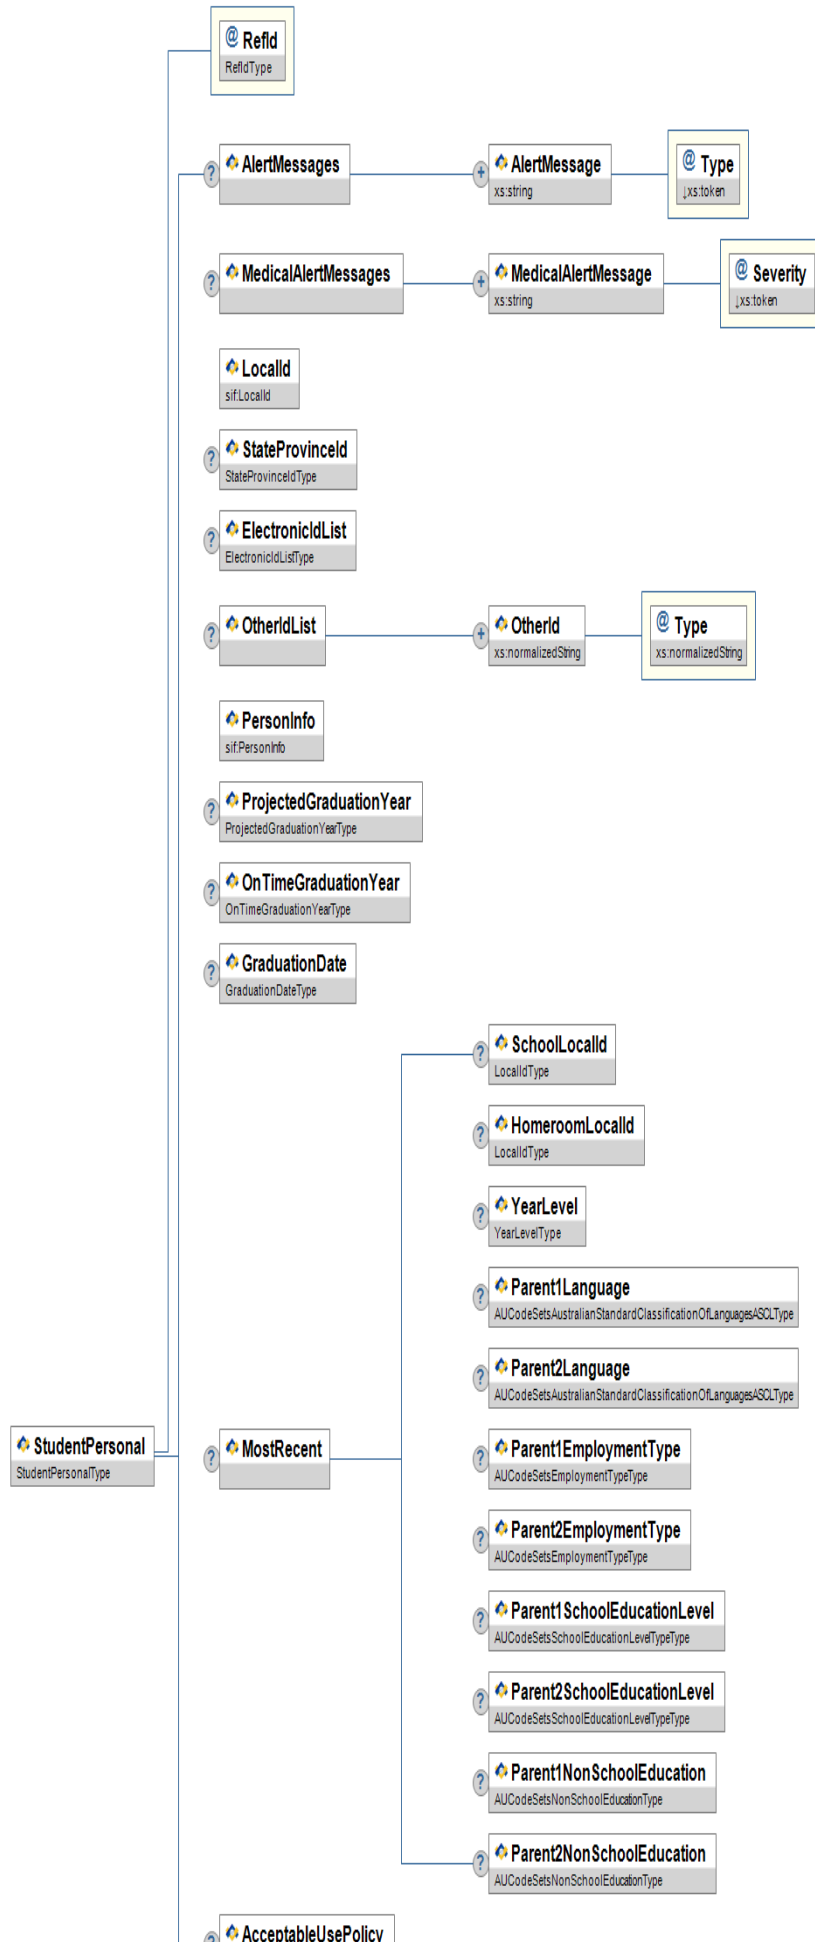 @ RefId
RefIdType
? AlertMessages
+ AlertMessage
xs:string
@ Type
↓xs:token
? MedicalAlertMessages
+ MedicalAlertMessage
xs:string
@ Severity
↓xs:token
LocalId
sif:LocalId
? StateProvinceId
StateProvinceIdType
? ElectronicIdList
ElectronicIdListType
? OtherIdList
+ OtherId
xs:normalizedString
@ Type
xs:normalizedString
PersonInfo
sif:PersonInfo
? ProjectedGraduationYear
ProjectedGraduationYearType
? OnTimeGraduationYear
OnTimeGraduationYearType
? GraduationDate
GraduationDateType
? SchoolLocalId
LocalIdType
? HomeroomLocalId
LocalIdType
? YearLevel
YearLevelType
? Parent1Language
AUCodeSetsAustralianStandardClassificationOfLanguagesASCLType
? Parent2Language
AUCodeSetsAustralianStandardClassificationOfLanguagesASCLType
StudentPersonal
StudentPersonalType
? MostRecent
? Parent1EmploymentType
AUCodeSetsEmploymentTypeType
? Parent2EmploymentType
AUCodeSetsEmploymentTypeType
? Parent1SchoolEducationLevel
AUCodeSetsSchoolEducationLevelTypeType
? Parent2SchoolEducationLevel
AUCodeSetsSchoolEducationLevelTypeType
? Parent1NonSchoolEducation
AUCodeSetsNonSchoolEducationType
? Parent2NonSchoolEducation
AUCodeSetsNonSchoolEducationType
? AcceptableUsePolicy